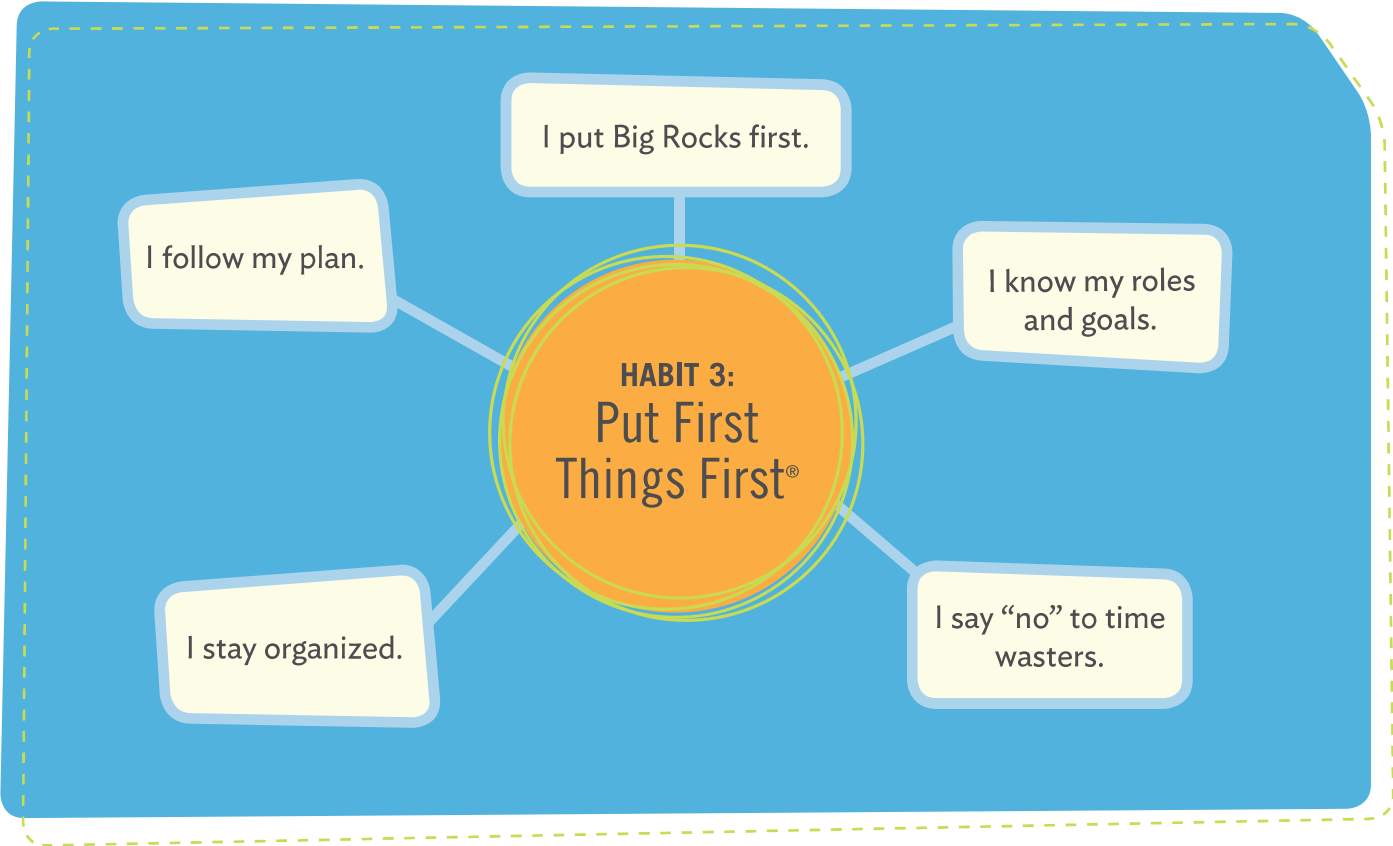 I put Big Rocks first.
I follow my plan.
I know my roles
and goals.
HABIT 3:
Put First
Things First®
I stay organized.
I say “no” to time
wasters.